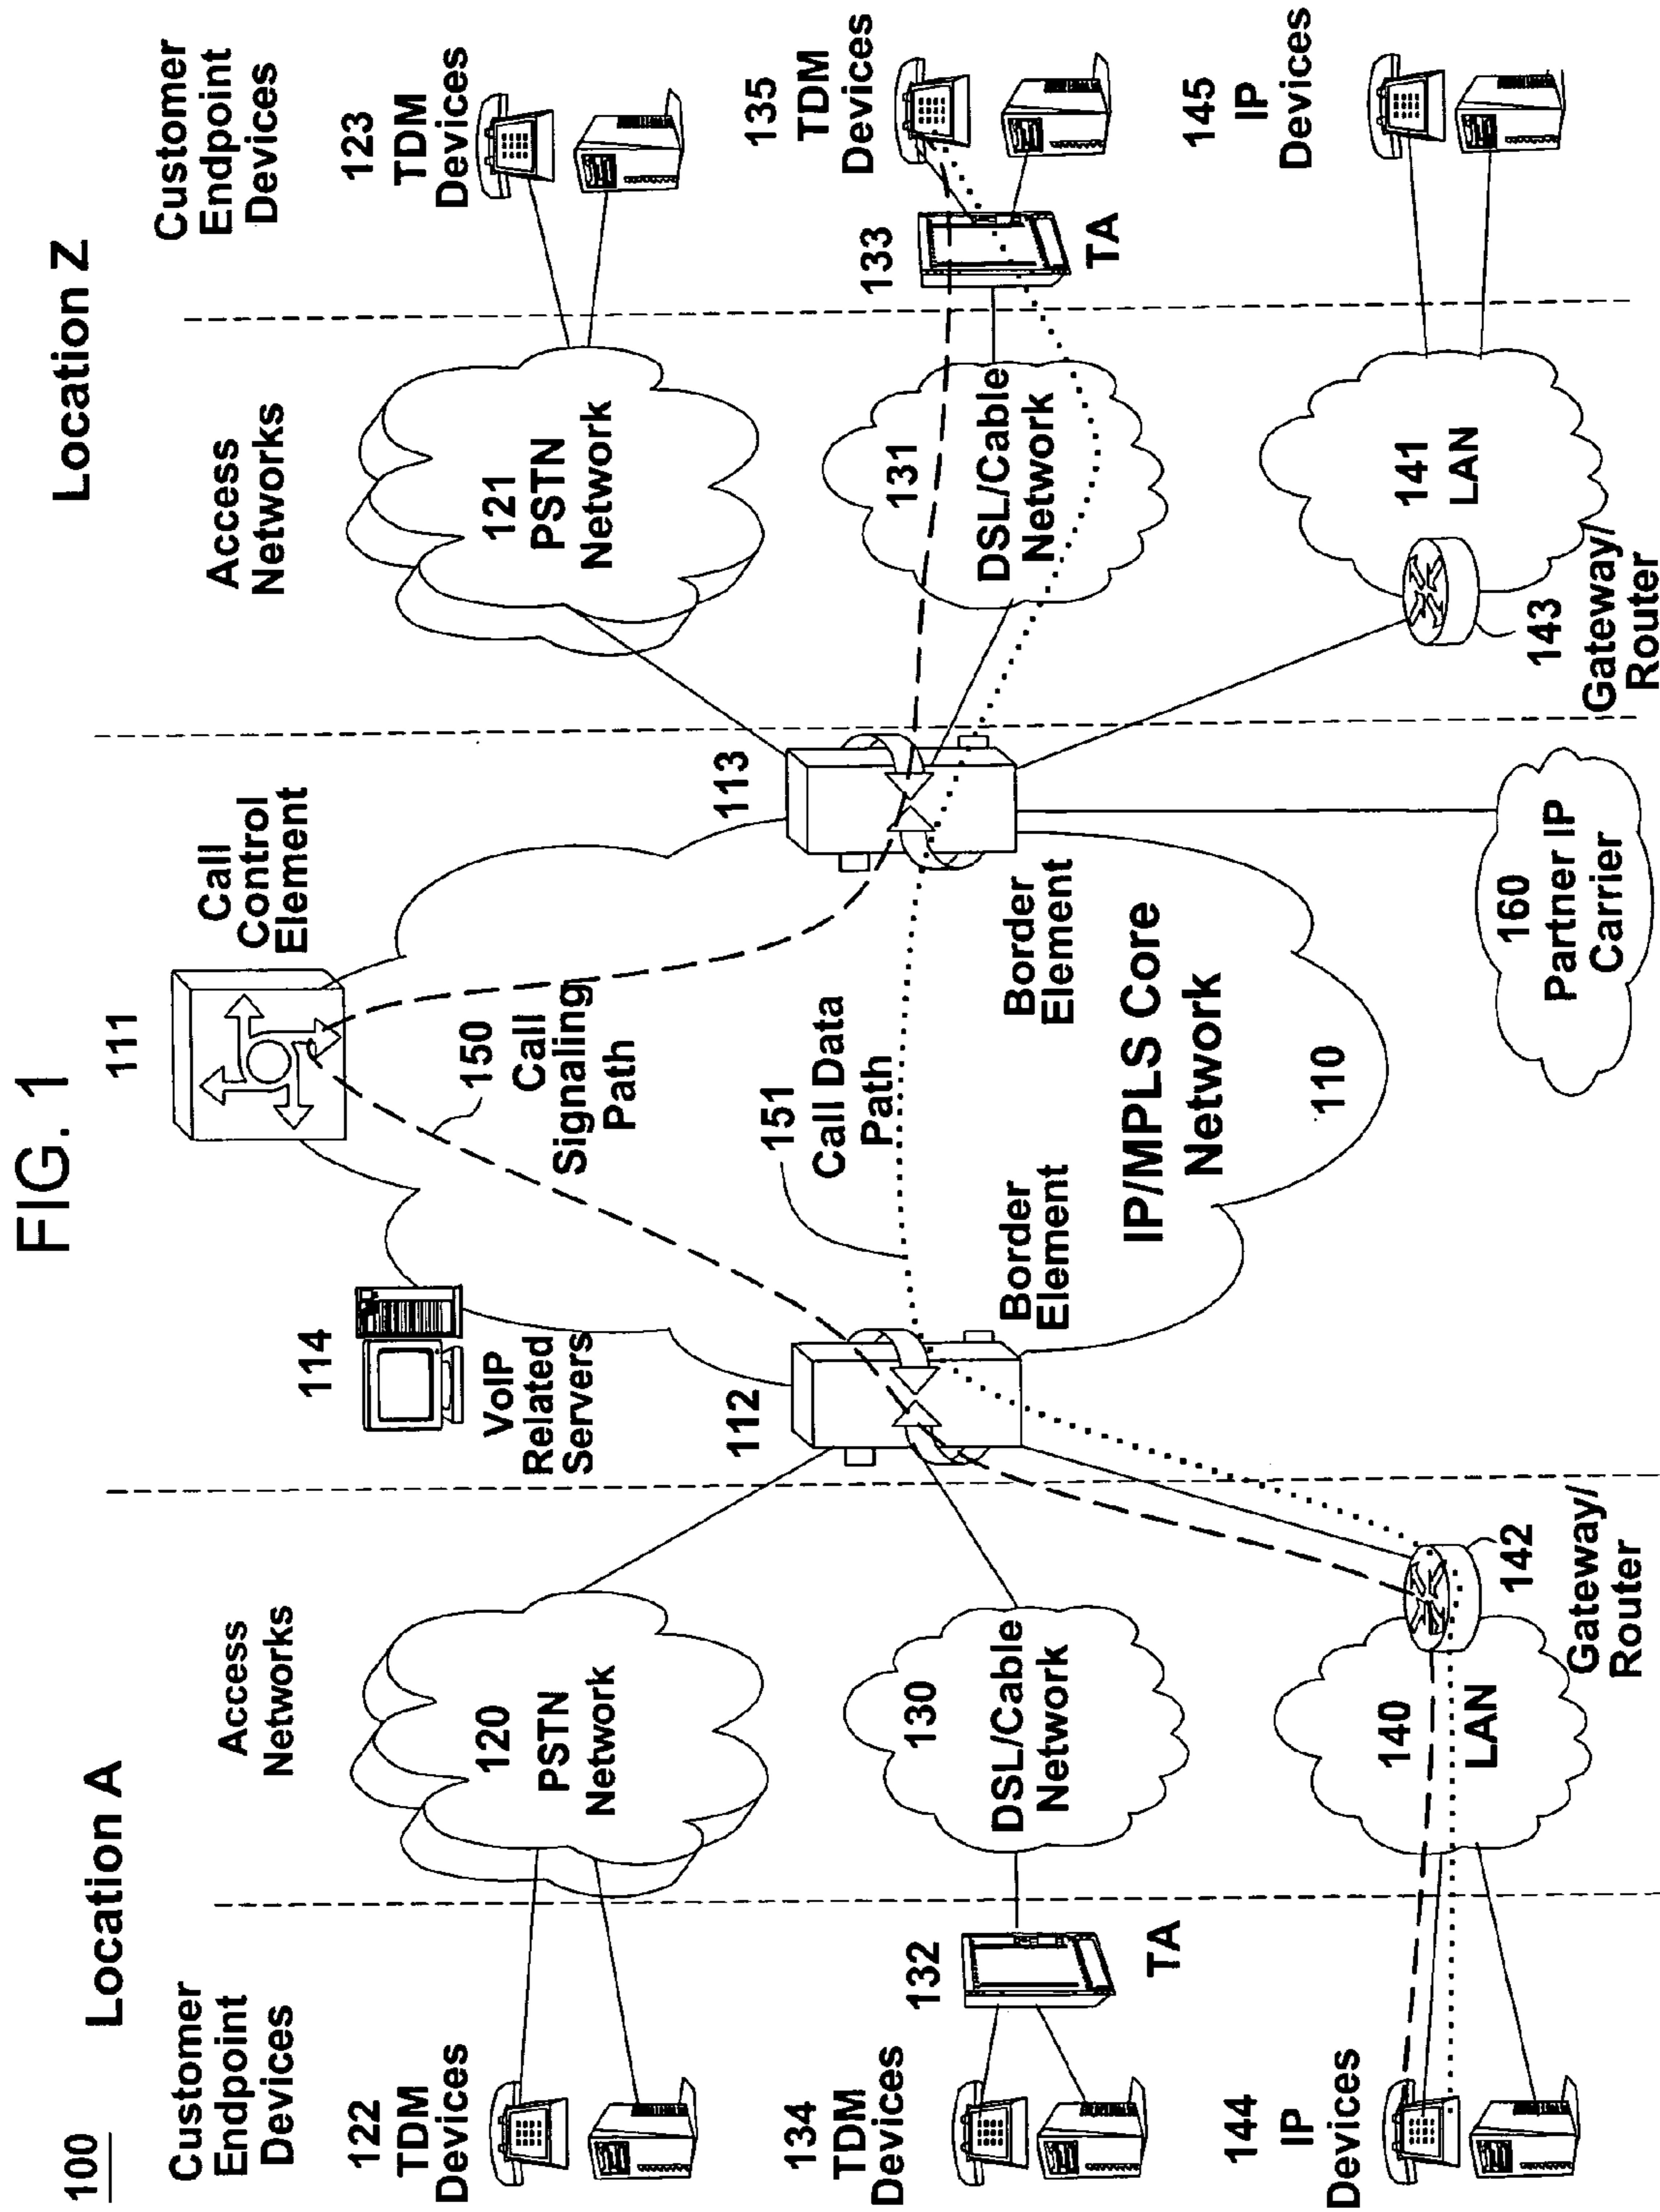 FIG. 1
100
Location A
Location Z
Customer
Endpoint
Devices
Access
Networks
114
VoIP
Related
Servers
111
Call
Control
Element
Access
Networks
Customer
Endpoint
Devices
122
TDM
Devices
120
PSTN
Network
150
Call
Signaling
Path
121
PSTN
Network
123
TDM
Devices
134
TDM
Devices
132
TA
130
DSL/Cable
Network
112
Border
Element
151
Call Data
Path
113
Border
Element
131
DSL/Cable
Network
133
TA
135
TDM
Devices
IP/MPLS Core
Network
110
144
IP
Devices
140
LAN
142
Gateway/
Router
160
Partner IP
Carrier
143
Gateway/
Router
141
LAN
145
IP
Devices